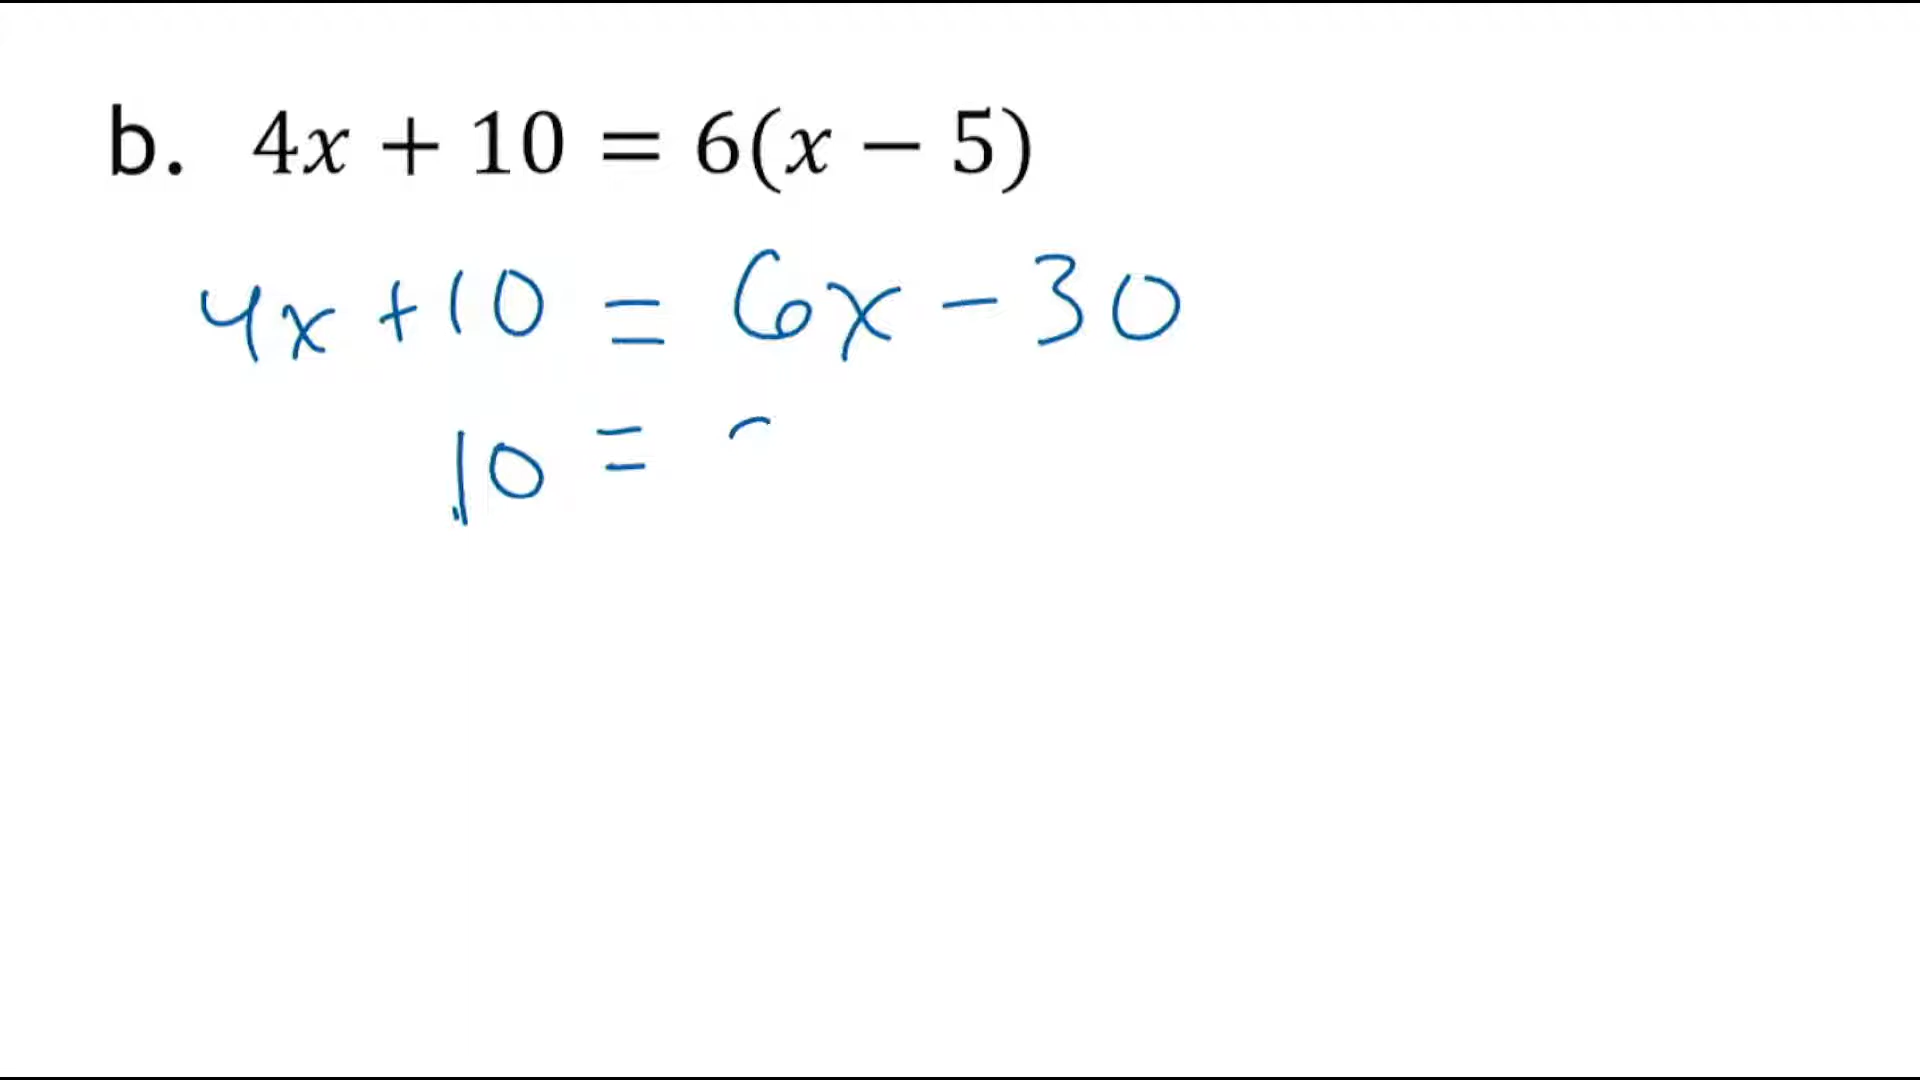 b. 4x + 10 = 6(x − 5)
4x + 10 = 6x − 30
10 =